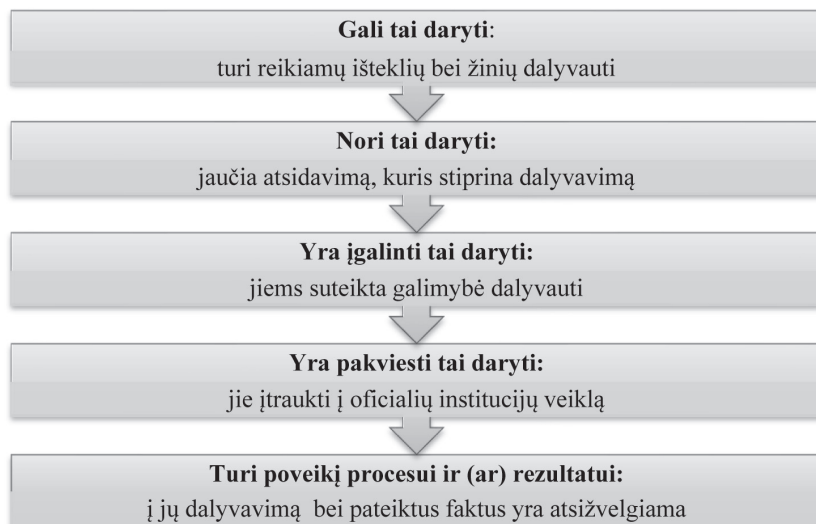 Gali tai daryti:
turi reikiamų išteklių bei žinių dalyvauti
Nori tai daryti:
jaučia atsidavimą, kuris stiprina dalyvavimą
Yra įgalinti tai daryti:
jiems suteikta galimybė dalyvauti
Yra pakviesti tai daryti:
jie įtraukti į oficialių institucijų veiklą
Turi poveikį procesui ir (ar) rezultatui:
į jų dalyvavimą bei pateiktus faktus yra atsižvelgiama